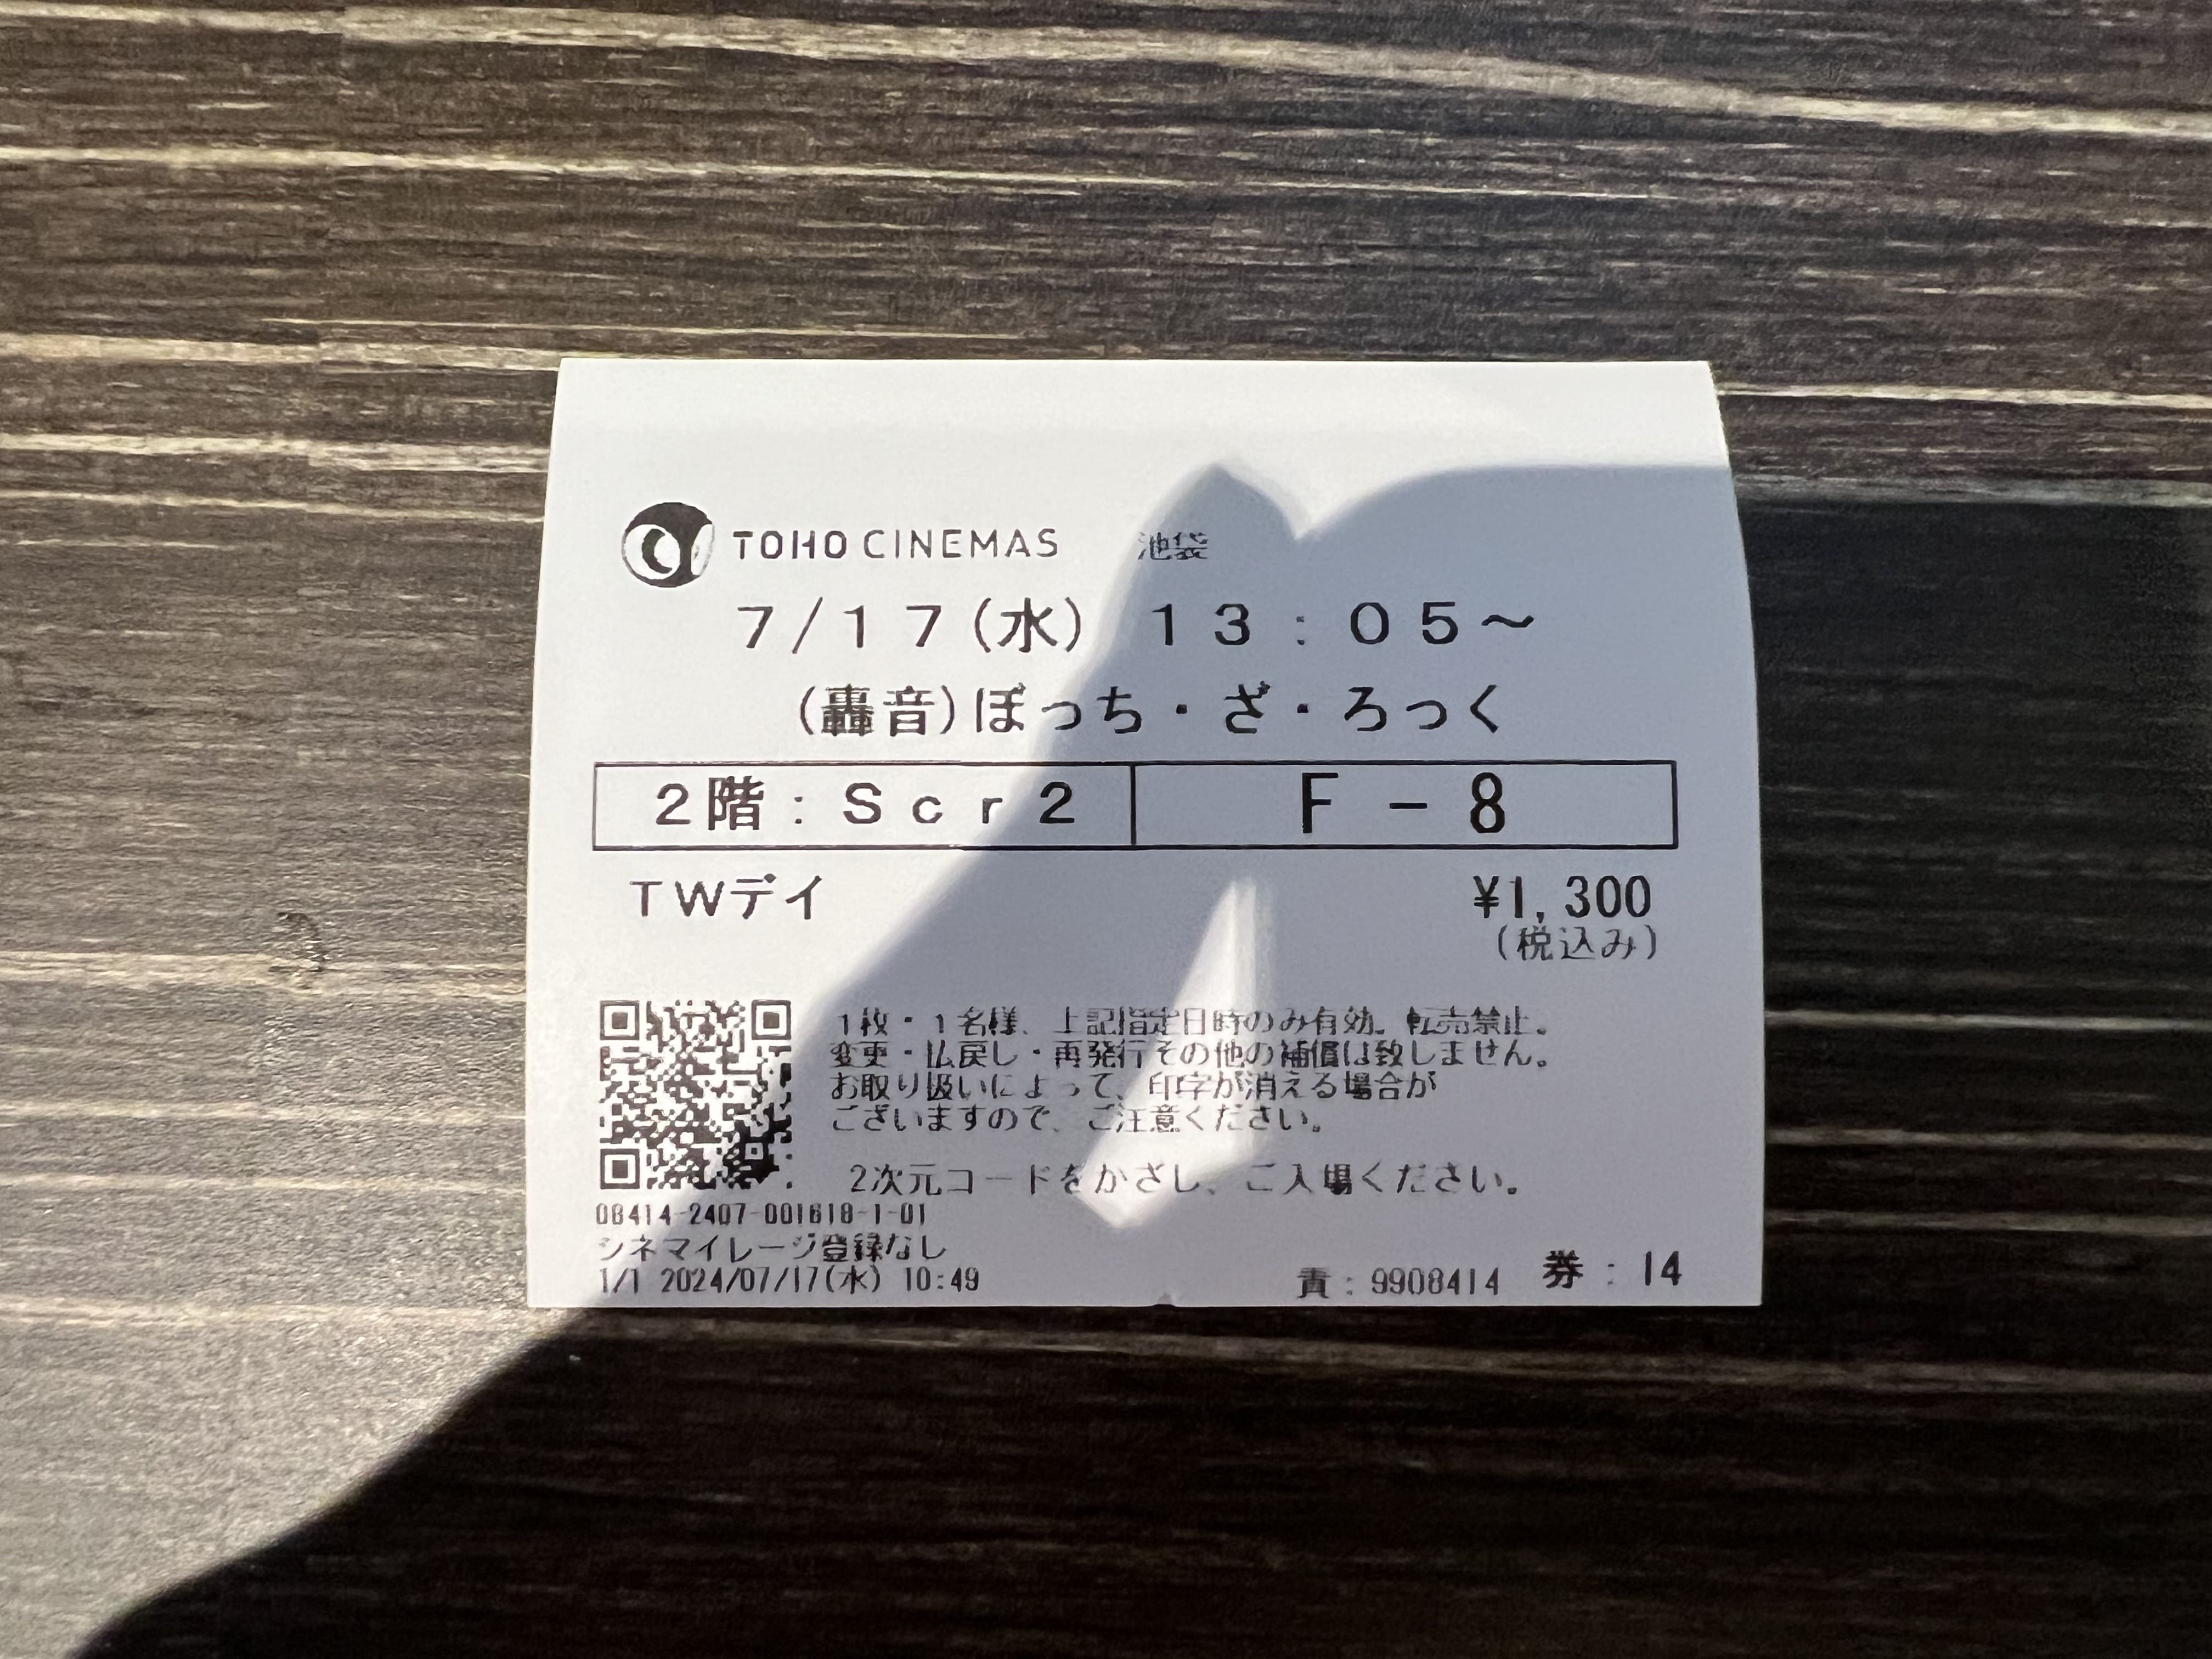 TOHO CINEMAS 池袋
7/17(水) 13:05～
(轟音)ぼっち・ざ・ろっく
2階:Scr2 F-8
TWデイ ¥1,300
(税込み)
1枚・1名様、上記指定日時のみ有効。転売禁止。
変更・払戻し・再発行その他の補償は致しません。
お取り扱いによって、印字が消える場合が
ございますので、ご注意ください。
2次元コードをかざし、ご入場ください。
08414-2407-001618-1-01
シネマイレージ登録なし
1/1 2024/07/17(水) 10:49 責:9908414 券:14